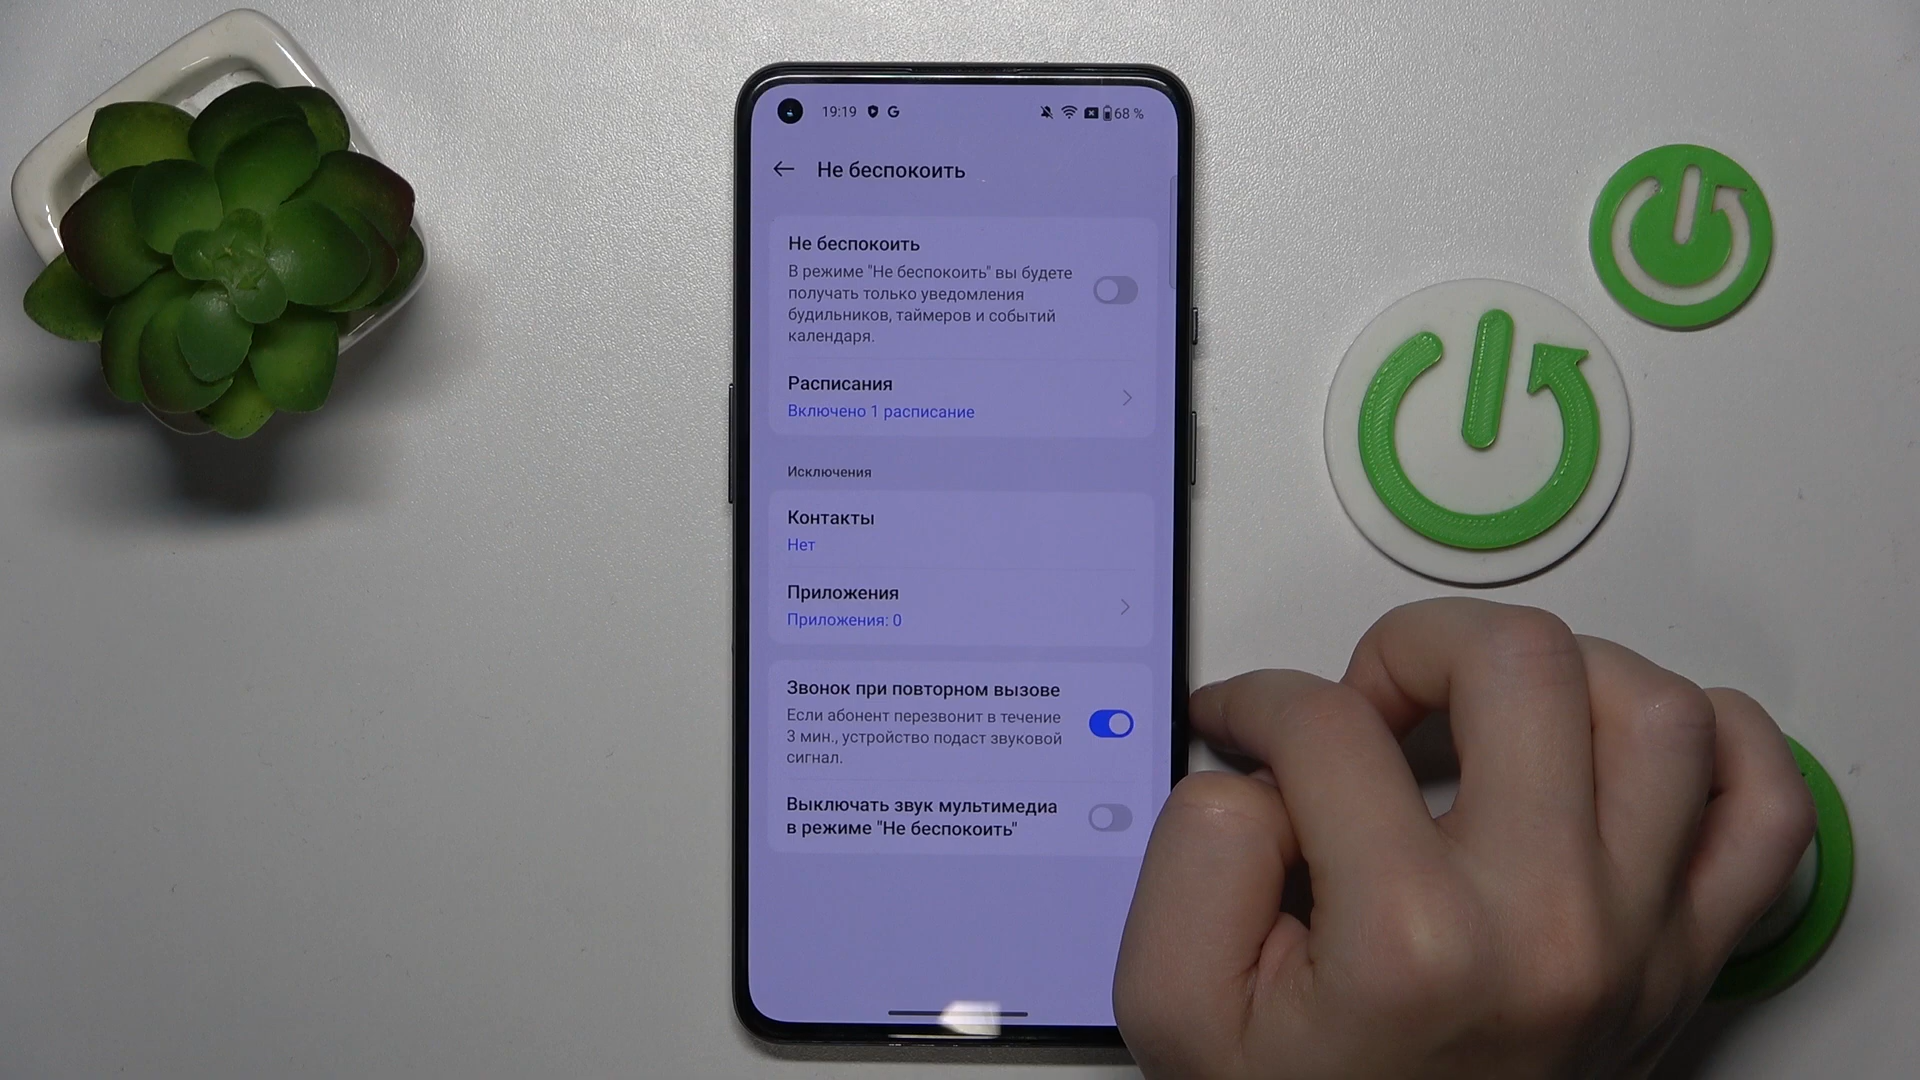 19:19 G 68 %
Не беспокоить
Не беспокоить
В режиме "Не беспокоить" вы будете
получать только уведомления
будильников, таймеров и событий
календаря.
Расписания
Включено 1 расписание
Исключения
Контакты
Нет
Приложения
Приложения: 0
Звонок при повторном вызове
Если абонент перезвонит в течение
3 мин., устройство подаст звуковой
сигнал.
Выключать звук мультимедиа
в режиме "Не беспокоить"